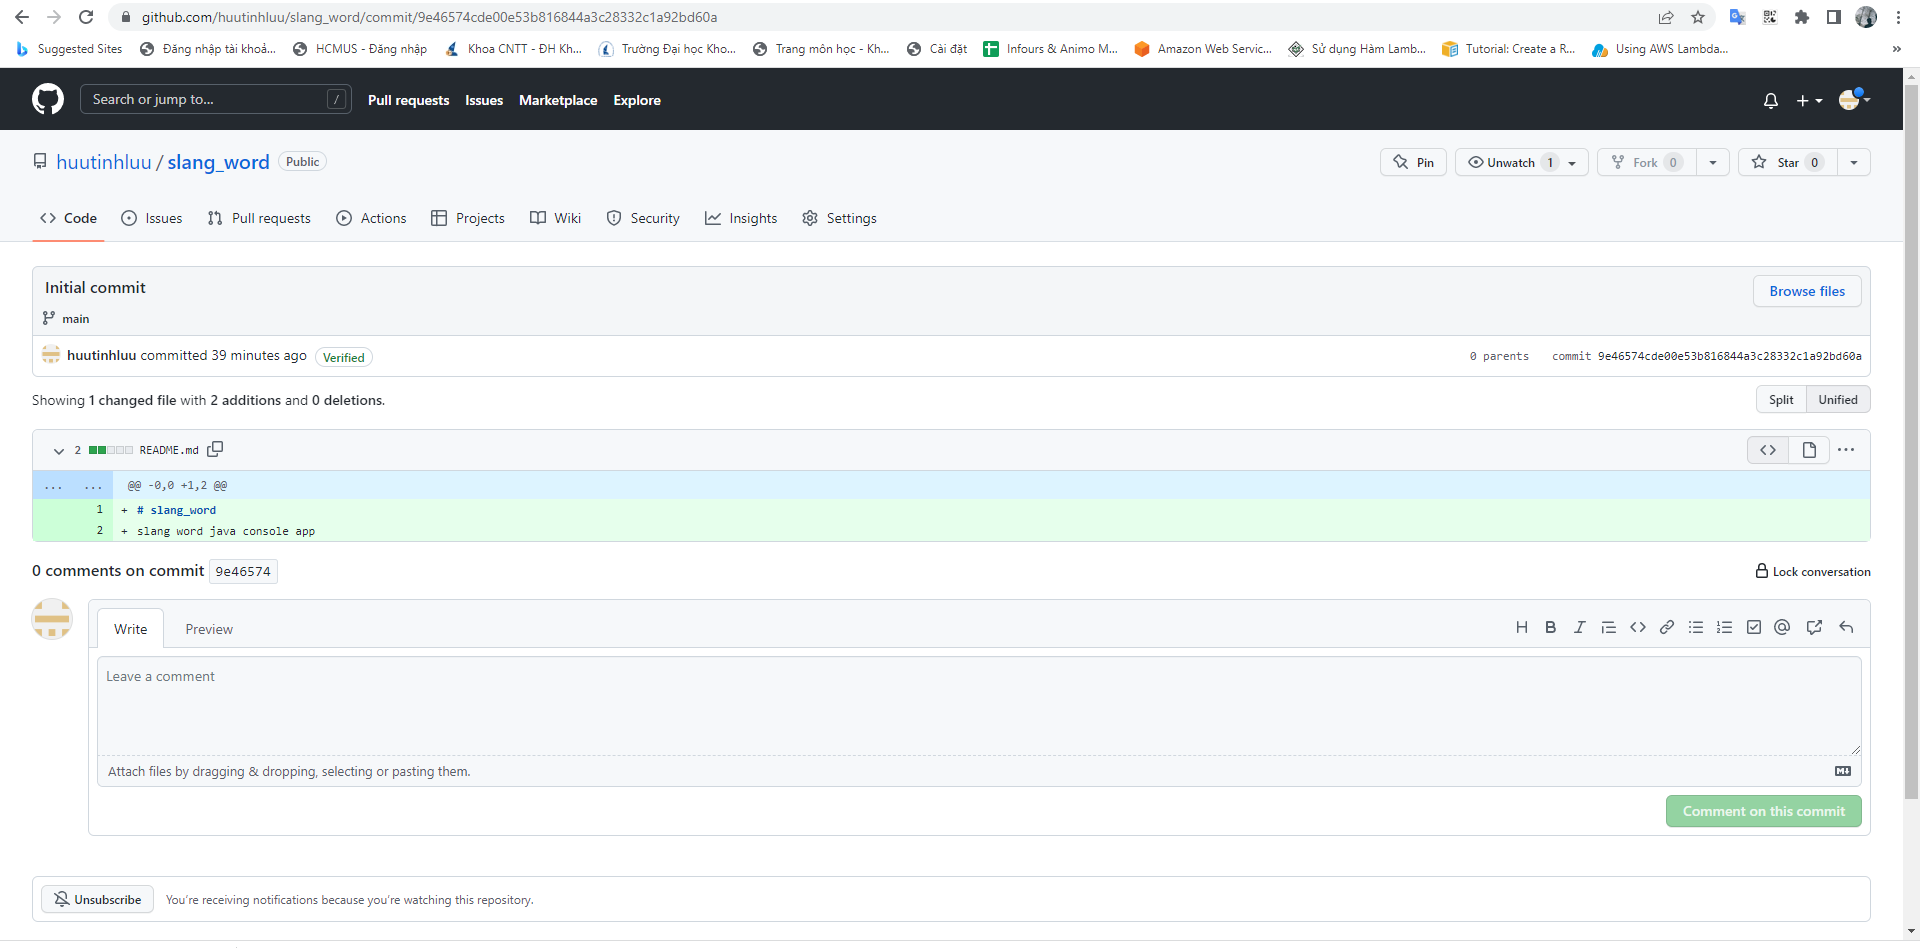 github.com/huutinhluu/slang_word/commit/9e46574cde00e53b816844a3c28332c1a92bd60a
Suggested Sites Đăng nhập tài khoả... HCMUS - Đăng nhập Khoa CNTT - ĐH Kh... Trường Đại học Kho... Trang môn học - Kh... Cài đặt Infours & Animo M... Amazon Web Servic... Sử dụng Hàm Lamb... Tutorial: Create a R... Using AWS Lambda... »
Search or jump to... / Pull requests Issues Marketplace Explore
huutinhluu / slang_word Public Pin Unwatch 1 Fork 0 Star 0
Code Issues Pull requests Actions Projects Wiki Security Insights Settings
Initial commit Browse files
main
huutinhluu committed 39 minutes ago Verified 0 parents commit 9e46574cde00e53b816844a3c28332c1a92bd60a
Showing 1 changed file with 2 additions and 0 deletions. Split Unified
2 README.md
... ... @@ -0,0 +1,2 @@
1 + # slang_word
2 + slang word java console app
0 comments on commit 9e46574 Lock conversation
Write Preview
Leave a comment
Attach files by dragging & dropping, selecting or pasting them.
Comment on this commit
Unsubscribe You're receiving notifications because you're watching this repository.